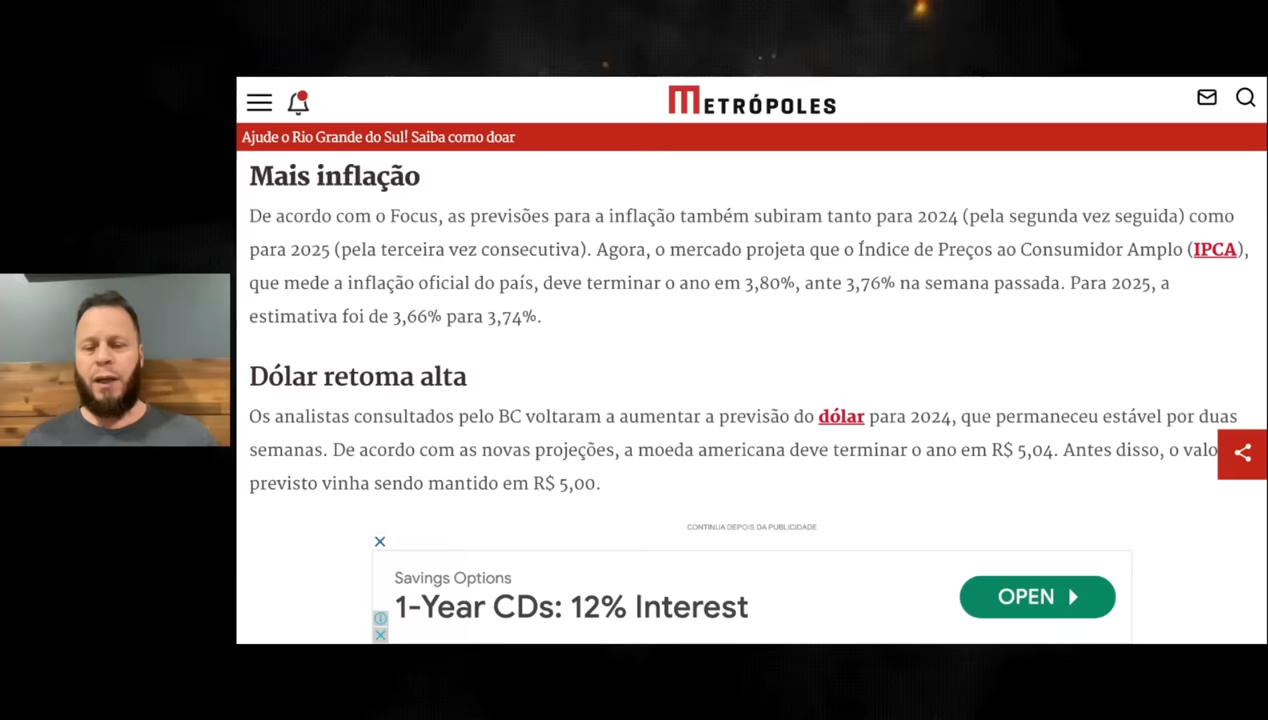 METRÓPOLES
Ajude o Rio Grande do Sul! Saiba como doar
Mais inflação
De acordo com o Focus, as previsões para a inflação também subiram tanto para 2024 (pela segunda vez seguida) como
para 2025 (pela terceira vez consecutiva). Agora, o mercado projeta que o Índice de Preços ao Consumidor Amplo (IPCA),
que mede a inflação oficial do país, deve terminar o ano em 3,80%, ante 3,76% na semana passada. Para 2025, a
estimativa foi de 3,66% para 3,74%.
Dólar retoma alta
Os analistas consultados pelo BC voltaram a aumentar a previsão do dólar para 2024, que permaneceu estável por duas
semanas. De acordo com as novas projeções, a moeda americana deve terminar o ano em R$ 5,04. Antes disso, o valo
previsto vinha sendo mantido em R$ 5,00.
CONTINUA DEPOIS DA PUBLICIDADE
Savings Options
1-Year CDs: 12% Interest
OPEN